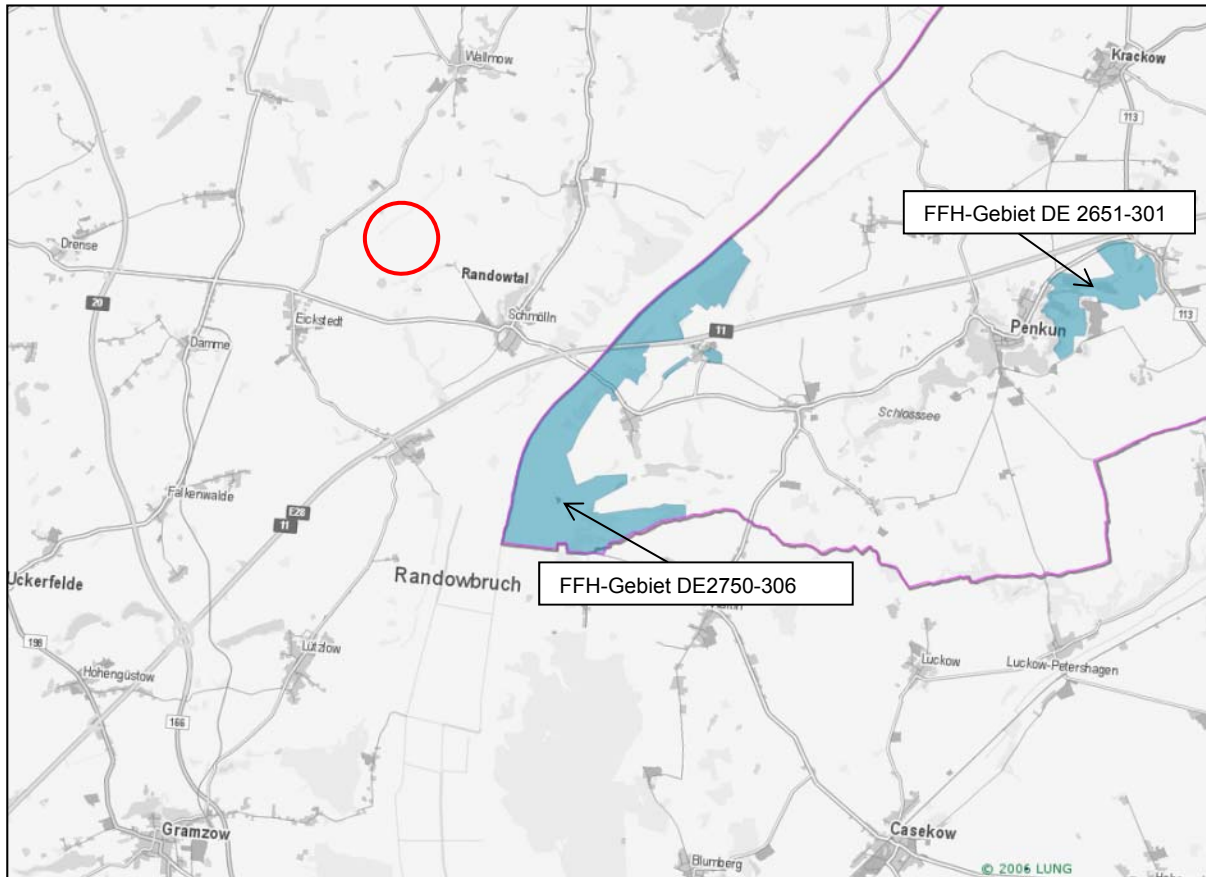 Wallmow
Krackow
113
FFH-Gebiet DE 2651-301
Drense
Randowtal
20
Eickstedt
Schmölln
11
Penkun
113
Damme
Schlosssee
Falkenwalde
E28
11
Uckerfelde
Randowbruch
FFH-Gebiet DE2750-306
198
Lützlow
Luckow
Luckow-Petershagen
Hohengüstow
166
Gramzow
Casekow
Blumberg
© 2006 LUNG